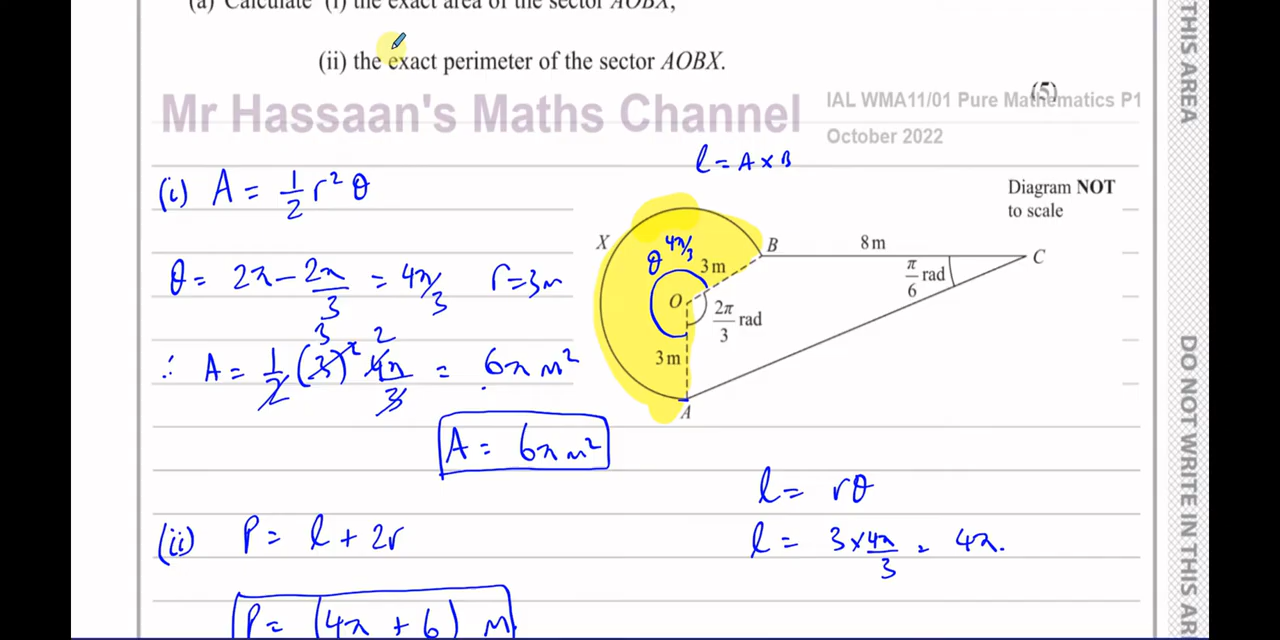 (a) Calculate (i) the exact area of the sector AOBX,
(ii) the exact perimeter of the sector AOBX.
(5)
Mr Hassaan's Maths Channel
IAL WMA11/01 Pure Mathematics P1
October 2022
l = A X B
(i) A = 1/2 r² θ
Diagram NOT
to scale
θ = 2π - 2π/3 = 4π/3 r = 3m
∴ A = 1/2 (3)² 4π/3 = 6π m²
3 2
A = 6π m²
X
θ 4π/3
B
8 m
C
3 m
π/6 rad
O
2π/3 rad
3 m
A
l = rθ
(ii) P = l + 2r
l = 3 × 4π/3 = 4π.
P = (4π + 6) m
THIS AREA
DO NOT WRITE IN THIS AR